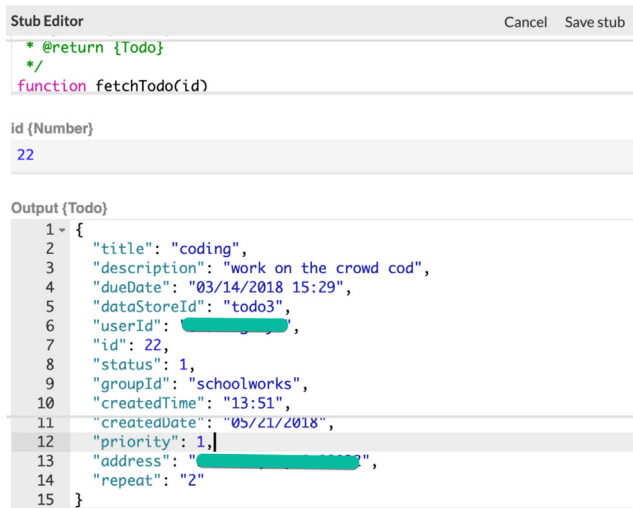 Stub Editor Cancel Save stub
* @return {Todo}
*/
function fetchTodo(id)
id {Number}
22
Output {Todo}
1 {
2 "title": "coding",
3 "description": "work on the crowd cod",
4 "dueDate": "03/14/2018 15:29",
5 "dataStoreId": "todo3",
6 "userId": "",
7 "id": 22,
8 "status": 1,
9 "groupId": "schoolworks",
10 "createdTime": "13:51",
11 "createdDate": "05/21/2018",
12 "priority": 1,
13 "address": "",
14 "repeat": "2"
15 }